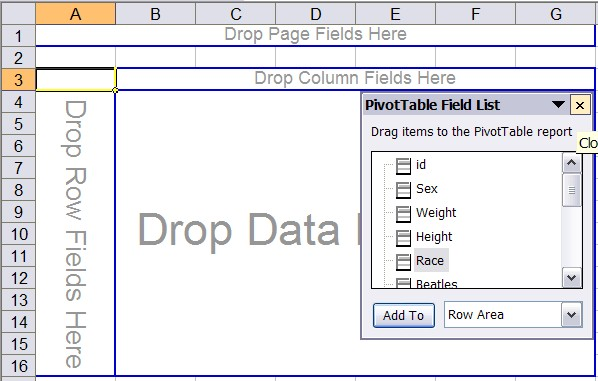 A B C D E F G
1 Drop Page Fields Here
2
3 Drop Column Fields Here
4
5
6
7
8
9
10
11
12
13
14
15
16
Drop Row Fields Here
Drop Data
PivotTable Field List
Drag items to the PivotTable report
Clo
id
Sex
Weight
Height
Race
Beatles
Add To Row Area